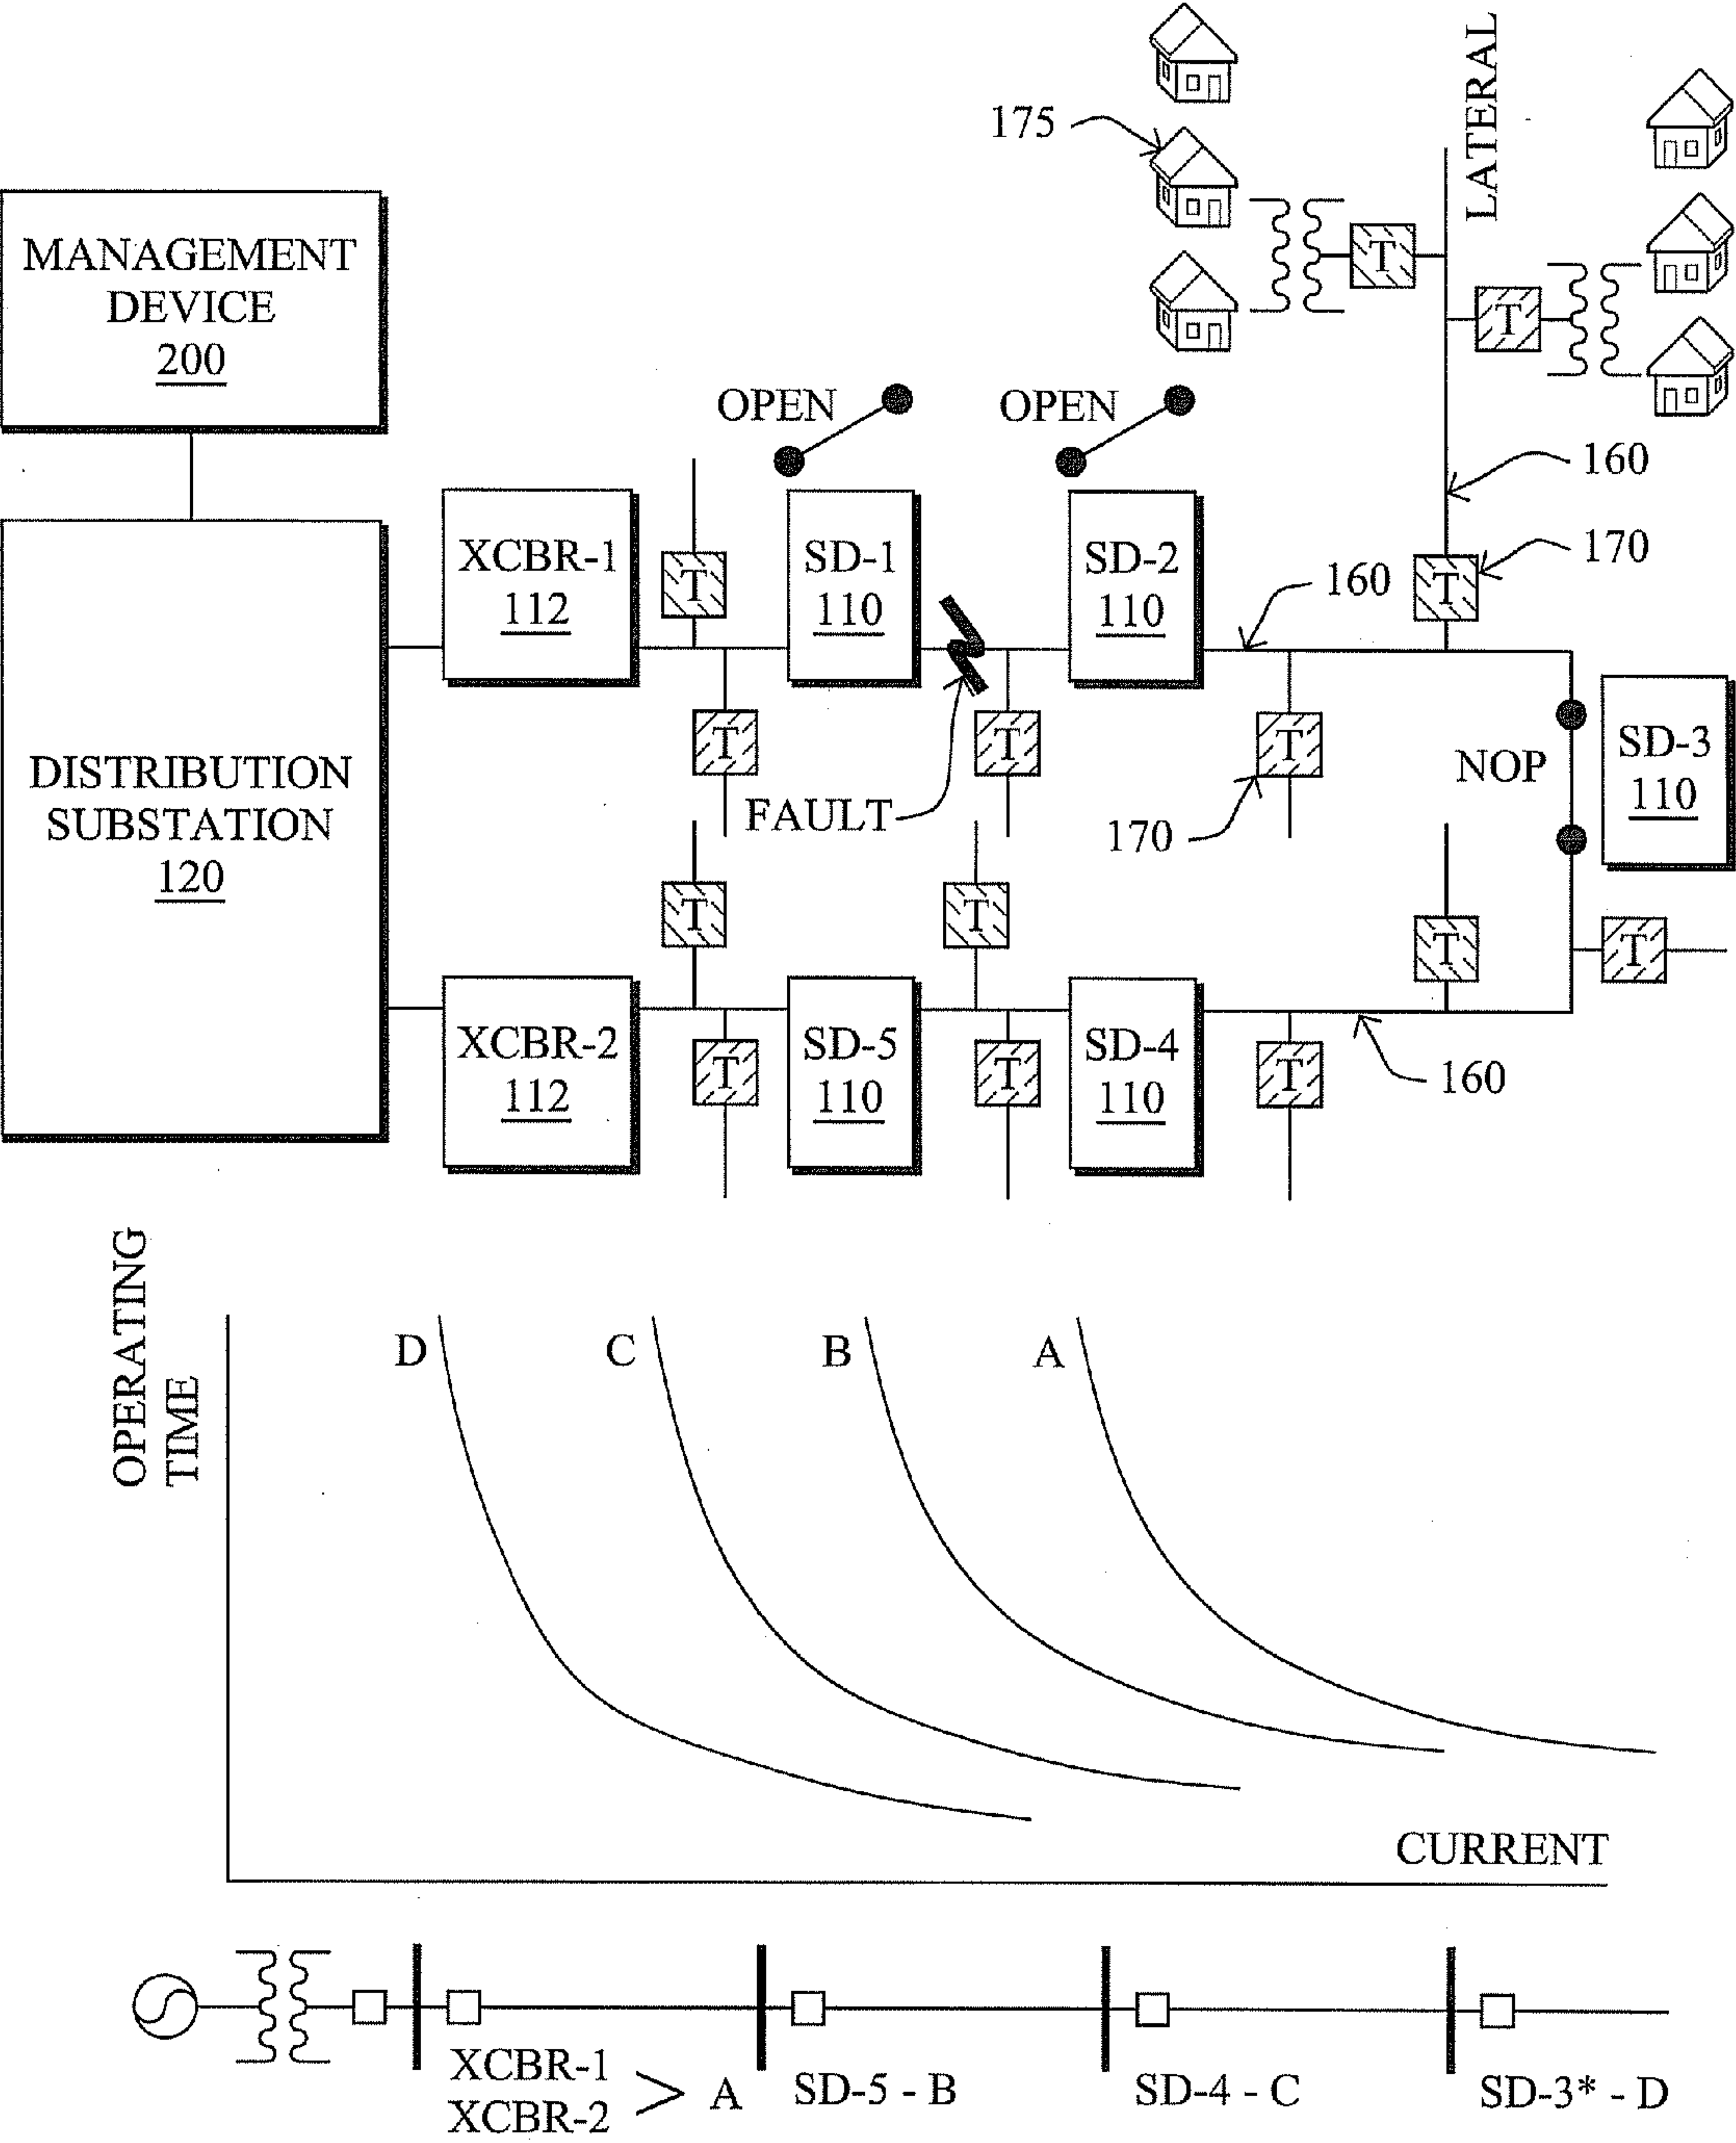 LATERAL
175
T
T
MANAGEMENT
DEVICE
200
OPEN
OPEN
160
170
XCBR-1
112
T
SD-1
110
SD-2
110
160
T
T
FAULT
T
170
T
NOP
SD-3
110
DISTRIBUTION
SUBSTATION
120
T
T
T
T
XCBR-2
112
T
SD-5
110
T
SD-4
110
T
160
OPERATING
TIME
D
C
B
A
CURRENT
XCBR-1
XCBR-2
> A
SD-5 - B
SD-4 - C
SD-3* - D